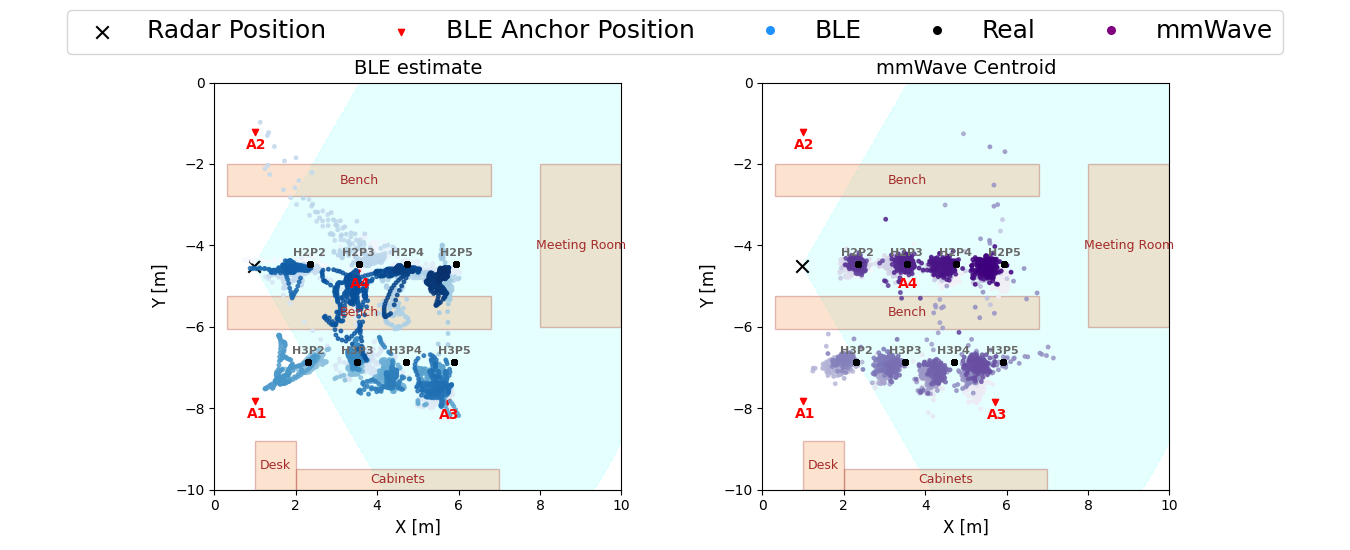 Radar Position BLE Anchor Position BLE Real mmWave
BLE estimate
0
−2
−4
−6
−8
−10
Y [m]
A2
Bench
Meeting Room
H2P2 H2P3 H2P4 H2P5
A4
Bench
H3P2 H3P3 H3P4 H3P5
A1
A3
Desk
Cabinets
0 2 4 6 8 10
X [m]
mmWave Centroid
0
−2
−4
−6
−8
−10
Y [m]
A2
Bench
Meeting Room
H2P2 H2P3 H2P4 H2P5
A4
Bench
H3P2 H3P3 H3P4 H3P5
A1
A3
Desk
Cabinets
0 2 4 6 8 10
X [m]